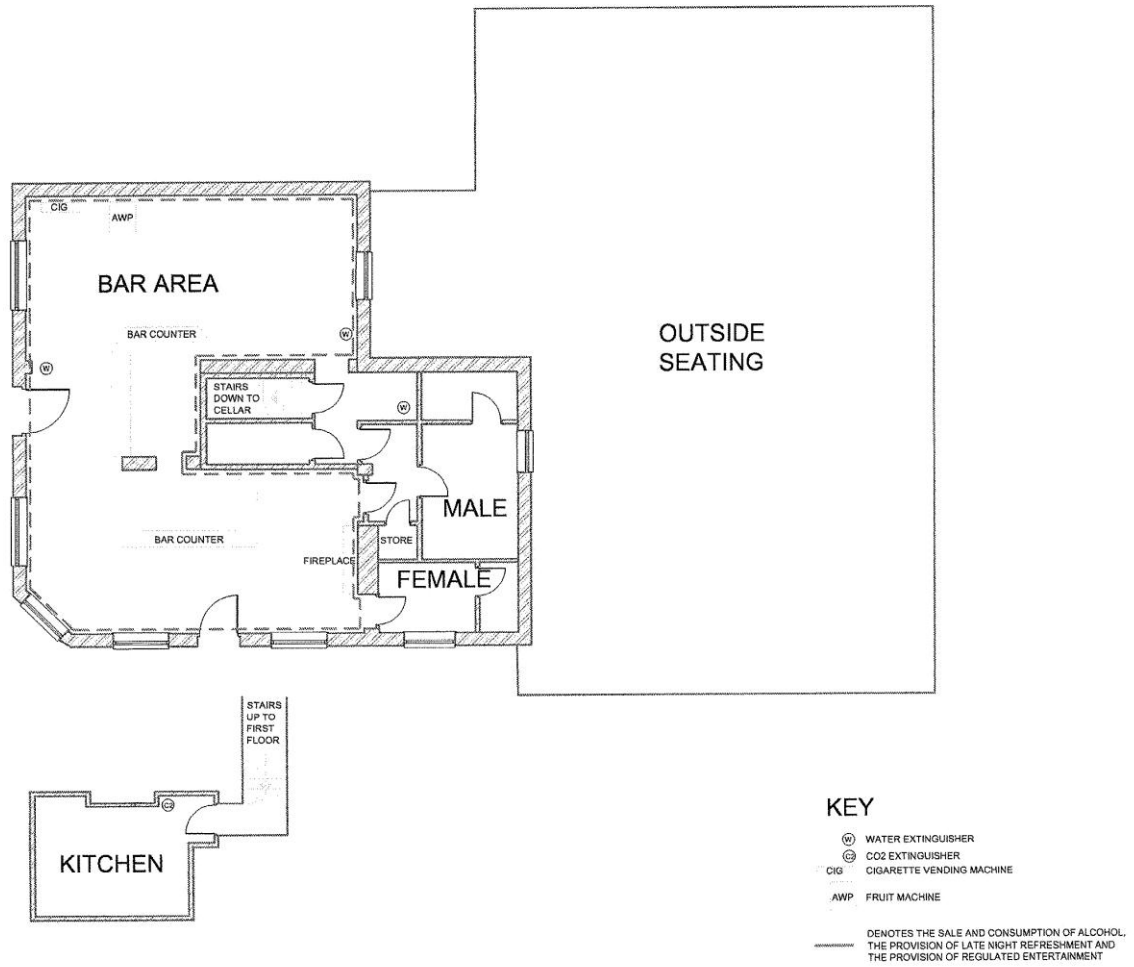 CIG
AWP
BAR AREA
BAR COUNTER
W
W
OUTSIDE
SEATING
STAIRS
DOWN TO
CELLAR
W
MALE
BAR COUNTER
STORE
FIREPLACE
FEMALE
STAIRS
UP TO
FIRST
FLOOR
C2
KITCHEN
KEY
W WATER EXTINGUISHER
C2 CO2 EXTINGUISHER
CIG CIGARETTE VENDING MACHINE
AWP FRUIT MACHINE
DENOTES THE SALE AND CONSUMPTION OF ALCOHOL,
THE PROVISION OF LATE NIGHT REFRESHMENT AND
THE PROVISION OF REGULATED ENTERTAINMENT